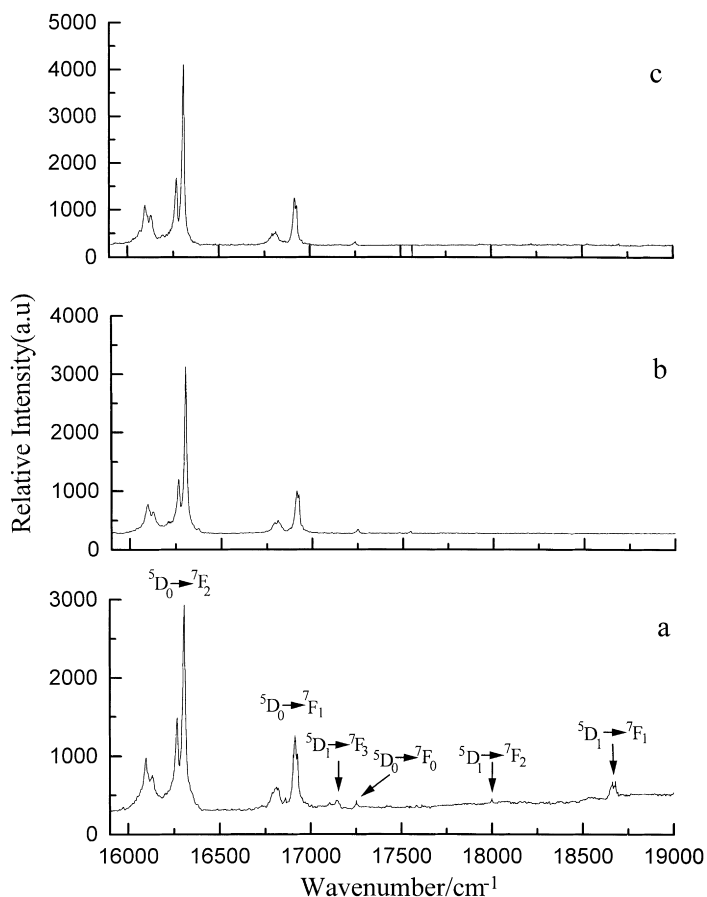 5000
4000
3000
2000
1000
0
c
4000
3000
2000
1000
0
b
Relative Intensity(a.u)
⁵D₀→⁷F₂
3000
2000
1000
0
a
⁵D₀→⁷F₁
⁵D₁→⁷F₃
⁵D₀→⁷F₀
⁵D₁→⁷F₂
⁵D₁→⁷F₁
16000 16500 17000 17500 18000 18500 19000
Wavenumber/cm⁻¹